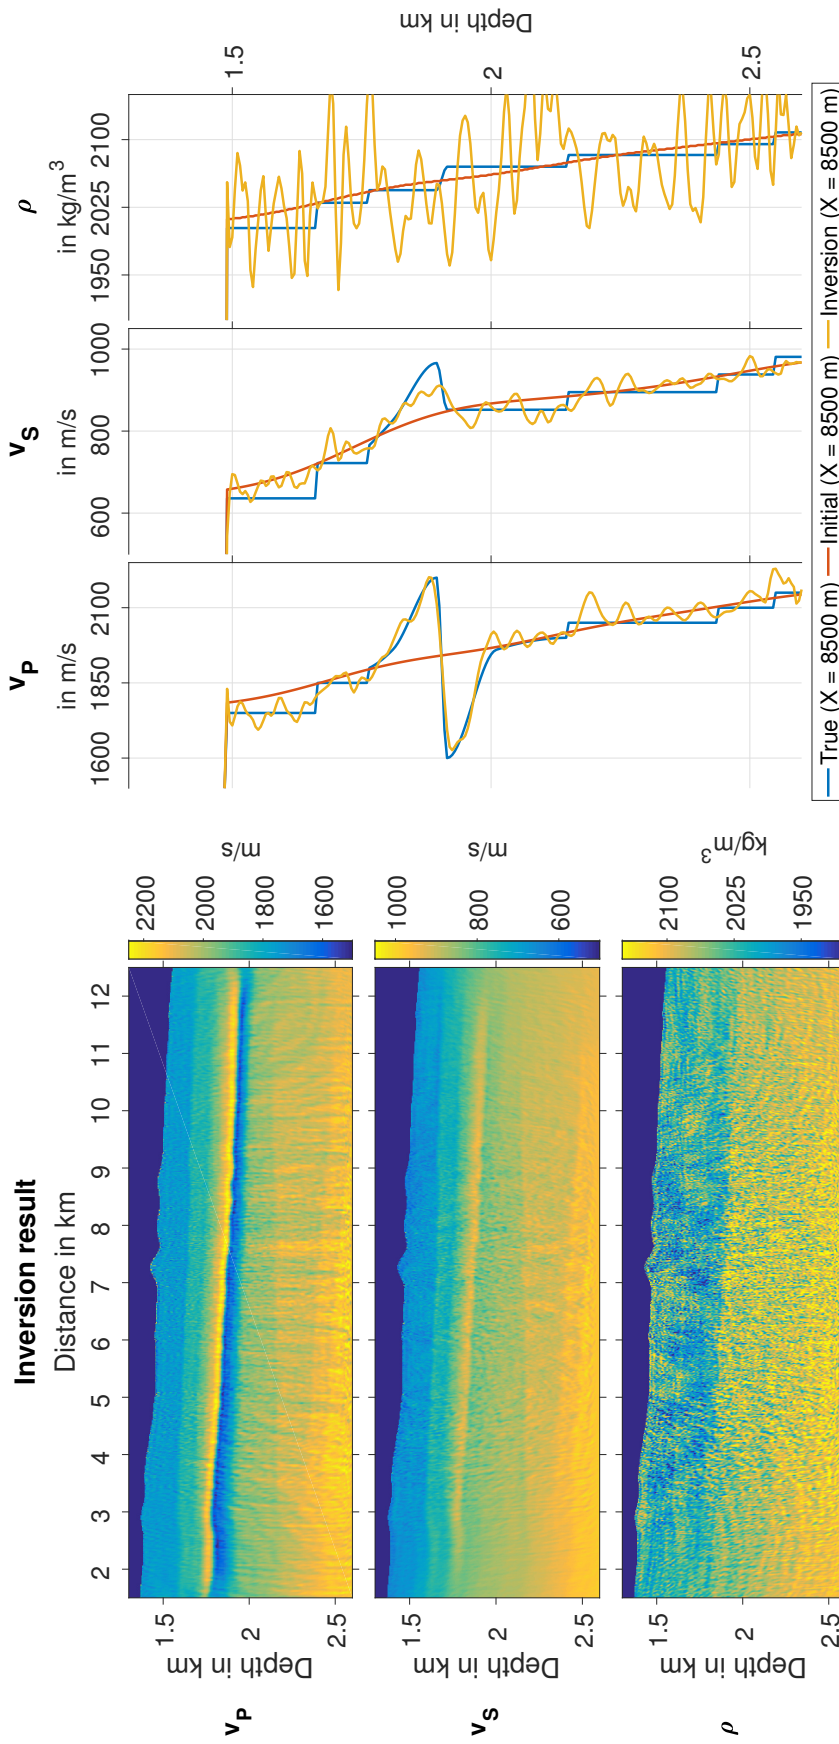 Inversion result
Distance in km
2 3 4 5 6 7 8 9 10 11 12
v_P
Depth in km
1.5
2
2.5
2200
2000
1800
1600
m/s
v_S
Depth in km
1.5
2
2.5
1000
800
600
m/s
ρ
Depth in km
1.5
2
2.5
2100
2025
1950
kg/m³
v_P
in m/s
1600 1850 2100
v_S
in m/s
600 800 1000
ρ
in kg/m³
1950 2025 2100
1.5
2
2.5
Depth in km
True (X = 8500 m) Initial (X = 8500 m) Inversion (X = 8500 m)